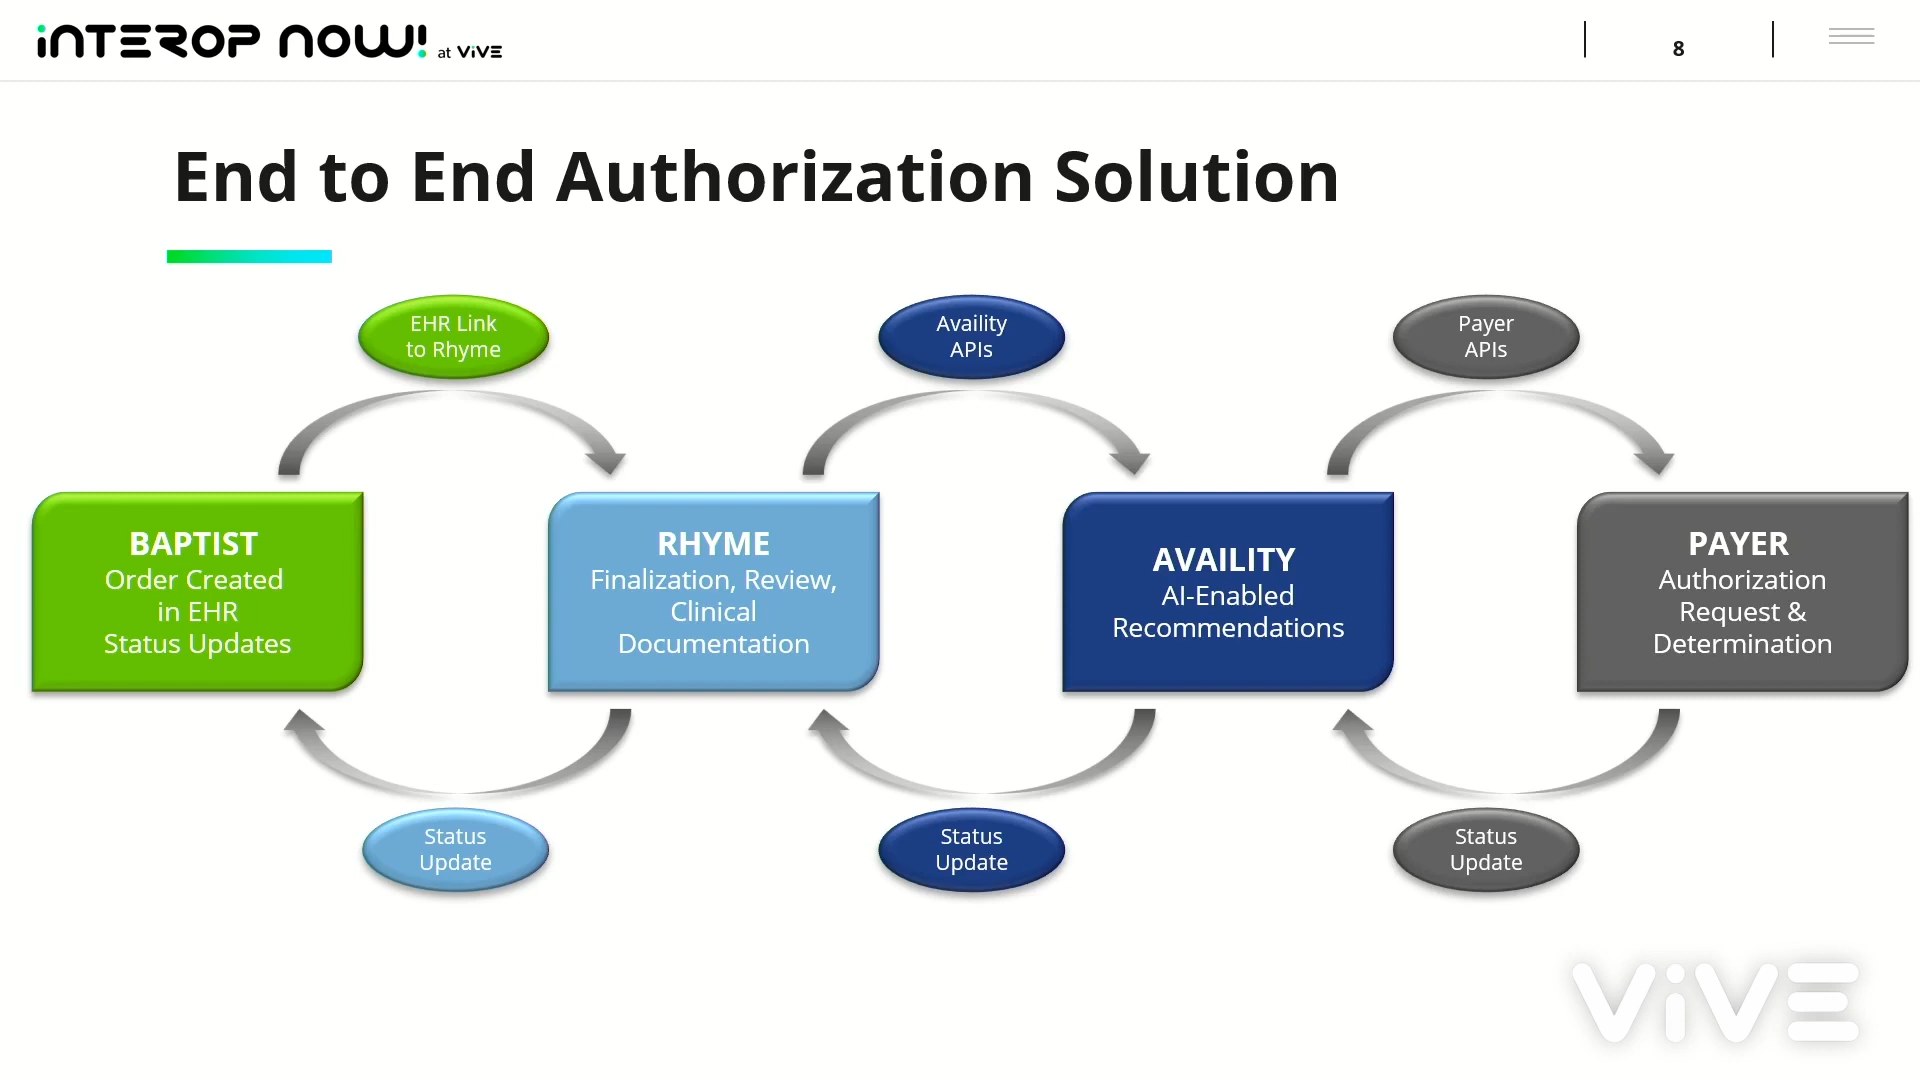 iNTEROP NOW! at ViVE
8
End to End Authorization Solution
EHR Link
to Rhyme
Availity
APIs
Payer
APIs
BAPTIST
Order Created
in EHR
Status Updates
RHYME
Finalization, Review,
Clinical
Documentation
AVAILITY
AI-Enabled
Recommendations
PAYER
Authorization
Request &
Determination
Status
Update
Status
Update
Status
Update
ViVE